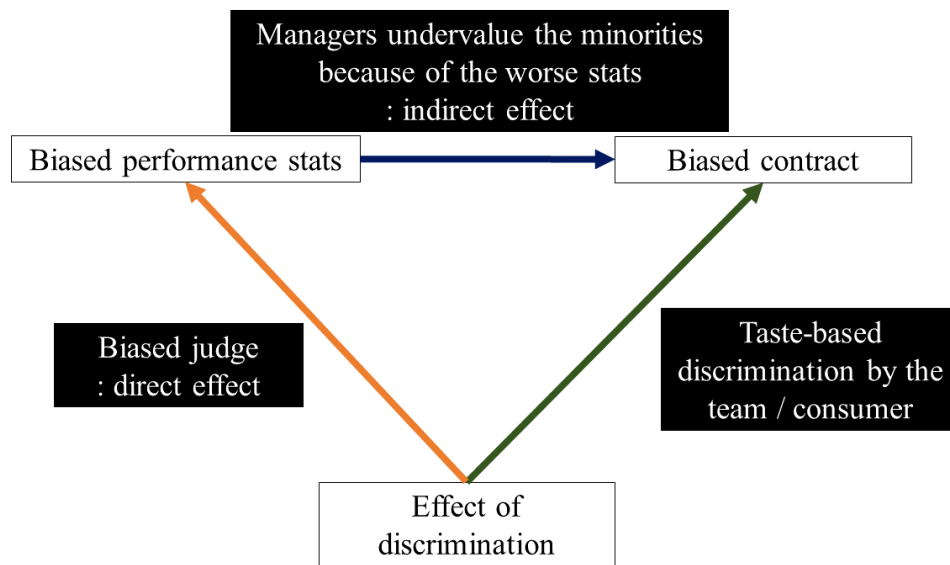 Managers undervalue the minorities
because of the worse stats
: indirect effect
Biased performance stats
Biased contract
Biased judge
: direct effect
Taste-based
discrimination by the
team / consumer
Effect of
discrimination